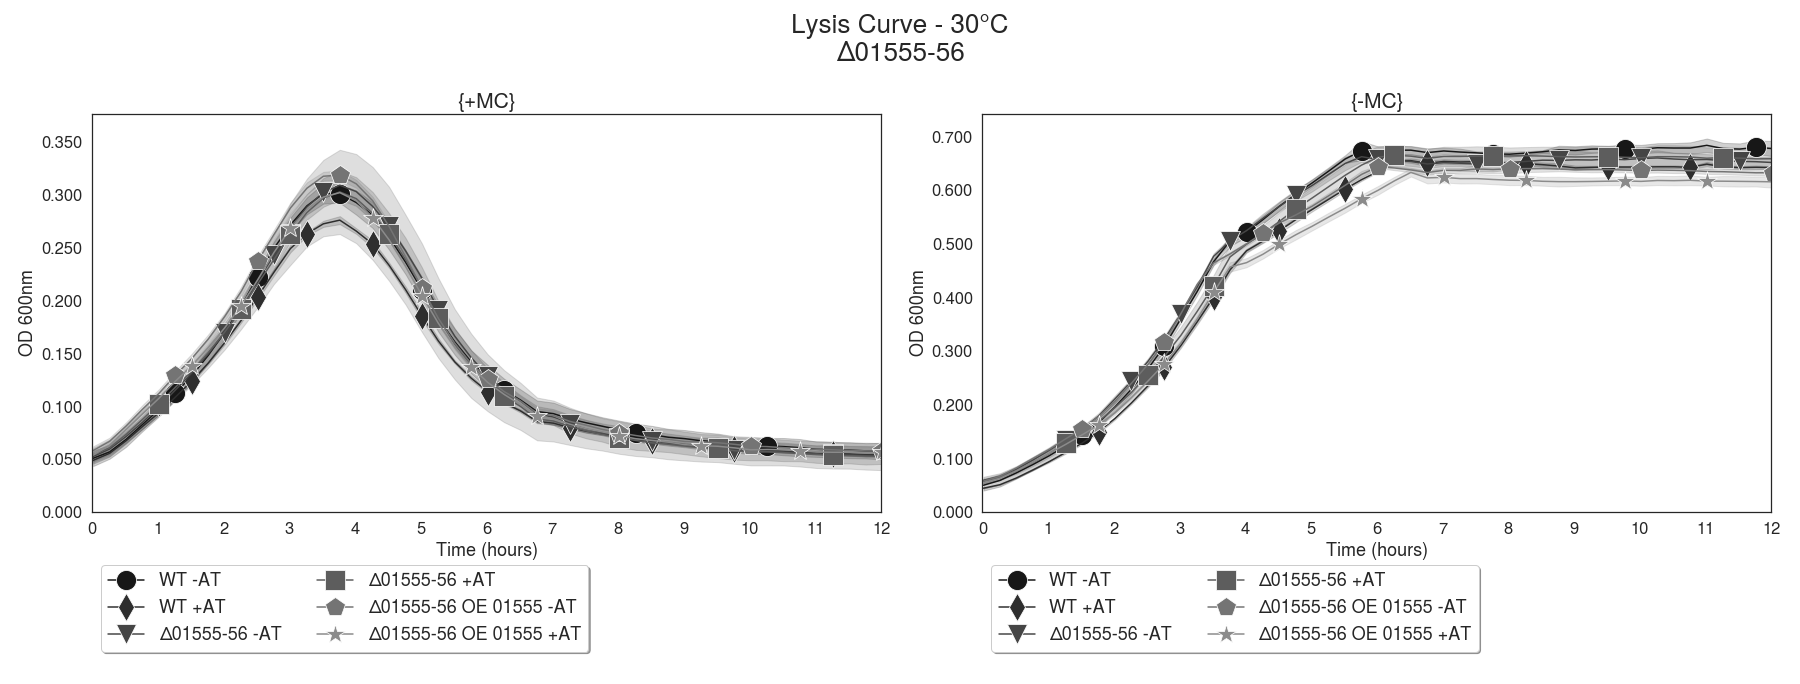 Lysis Curve - 30°C
Δ01555-56
{+MC}
0.350
0.300
0.250
0.200
0.150
0.100
0.050
0.000
OD 600nm
0 1 2 3 4 5 6 7 8 9 10 11 12
Time (hours)
WT -AT
WT +AT
Δ01555-56 -AT
Δ01555-56 +AT
Δ01555-56 OE 01555 -AT
Δ01555-56 OE 01555 +AT
{-MC}
0.700
0.600
0.500
0.400
0.300
0.200
0.100
0.000
OD 600nm
0 1 2 3 4 5 6 7 8 9 10 11 12
Time (hours)
WT -AT
WT +AT
Δ01555-56 -AT
Δ01555-56 +AT
Δ01555-56 OE 01555 -AT
Δ01555-56 OE 01555 +AT